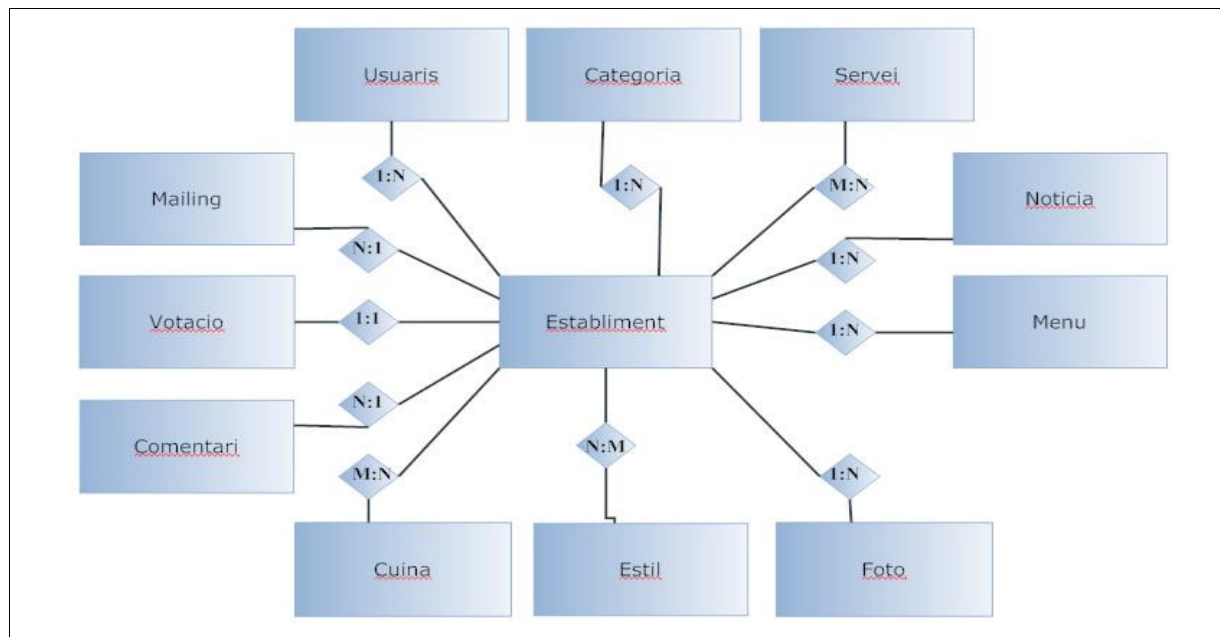 Usuaris
Categoria
Servei
Mailing
1:N
1:N
M:N
Noticia
N:1
1:N
Votacio
1:1
Establiment
1:N
Menu
Comentari
N:1
N:M
M:N
1:N
Cuina
Estil
Foto